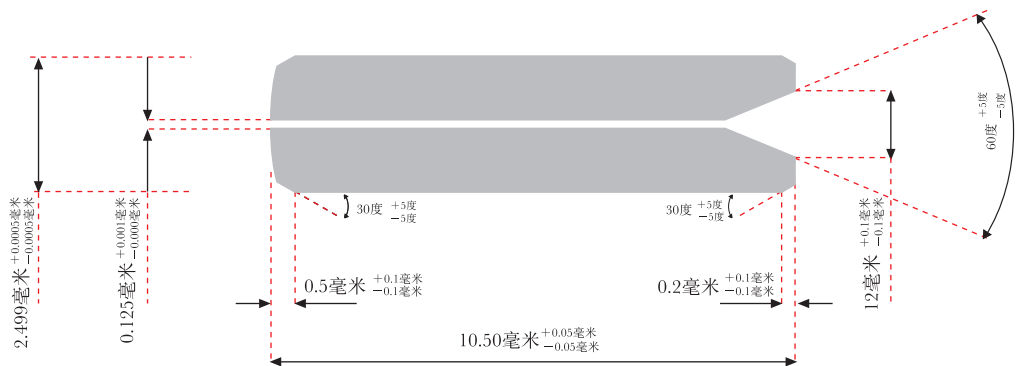 2.499毫米 +0.0005毫米
−0.0005毫米
0.125毫米 +0.001毫米
−0.000毫米
30度 +5度
−5度
30度 +5度
−5度
12毫米 +0.1毫米
−0.1毫米
60度 +5度
−5度
0.5毫米 +0.1毫米
−0.1毫米
0.2毫米 +0.1毫米
−0.1毫米
10.50毫米 +0.05毫米
−0.05毫米